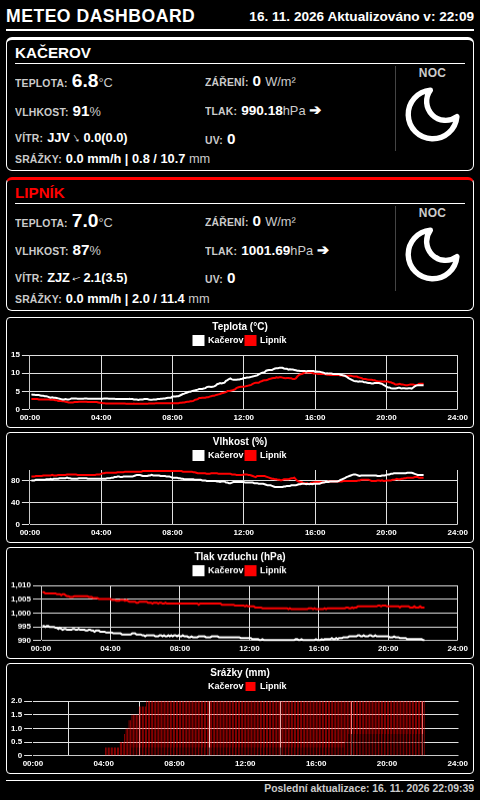 METEO DASHBOARD
16. 11. 2026 Aktualizováno v: 22:09
KAČEROV
TEPLOTA: 6.8°C
ZÁŘENÍ: 0 W/m²
NOC
VLHKOST: 91%
TLAK: 990.18hPa ➔
VÍTR: JJV → 0.0(0.0)
UV: 0
SRÁŽKY: 0.0 mm/h | 0.8 / 10.7 mm
LIPNÍK
TEPLOTA: 7.0°C
ZÁŘENÍ: 0 W/m²
NOC
VLHKOST: 87%
TLAK: 1001.69hPa ➔
VÍTR: ZJZ ← 2.1(3.5)
UV: 0
SRÁŽKY: 0.0 mm/h | 2.0 / 11.4 mm
Teplota (°C)
Kačerov Lipník
15
10
5
0
00:00 04:00 08:00 12:00 16:00 20:00 24:00
Vlhkost (%)
Kačerov Lipník
80
40
0
00:00 04:00 08:00 12:00 16:00 20:00 24:00
Tlak vzduchu (hPa)
Kačerov Lipník
1,010
1,005
1,000
995
990
00:00 04:00 08:00 12:00 16:00 20:00 24:00
Srážky (mm)
Kačerov Lipník
2.0
1.5
1.0
0.5
0
00:00 04:00 08:00 12:00 16:00 20:00 24:00
Poslední aktualizace: 16. 11. 2026 22:09:39